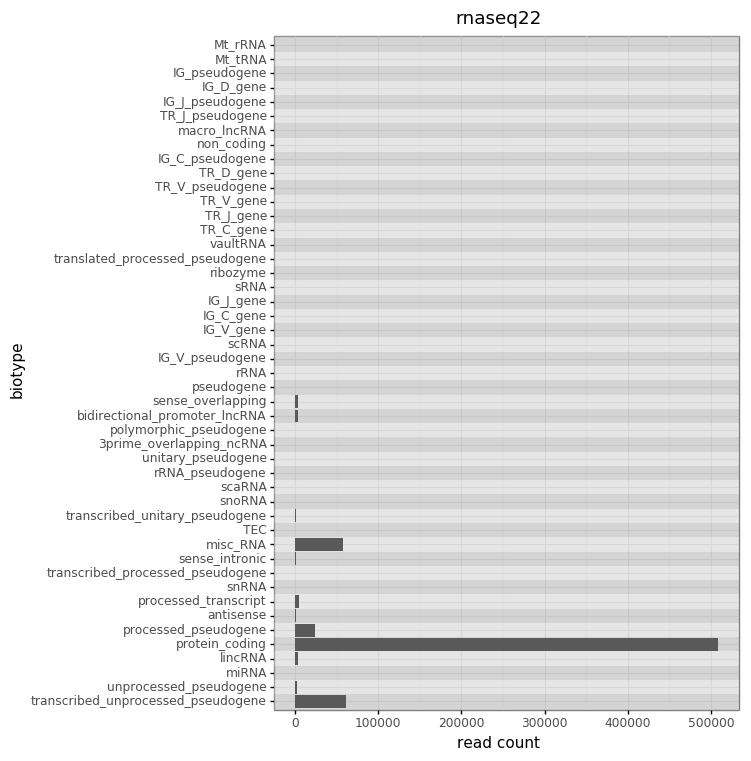 rnaseq22
Mt_rRNA
Mt_tRNA
IG_pseudogene
IG_D_gene
IG_J_pseudogene
TR_J_pseudogene
macro_lncRNA
non_coding
IG_C_pseudogene
TR_D_gene
TR_V_pseudogene
TR_V_gene
TR_J_gene
TR_C_gene
vaultRNA
translated_processed_pseudogene
ribozyme
sRNA
IG_J_gene
IG_C_gene
IG_V_gene
scRNA
IG_V_pseudogene
rRNA
pseudogene
sense_overlapping
bidirectional_promoter_lncRNA
polymorphic_pseudogene
3prime_overlapping_ncRNA
unitary_pseudogene
rRNA_pseudogene
scaRNA
snoRNA
transcribed_unitary_pseudogene
TEC
misc_RNA
sense_intronic
transcribed_processed_pseudogene
snRNA
processed_transcript
antisense
processed_pseudogene
protein_coding
lincRNA
miRNA
unprocessed_pseudogene
transcribed_unprocessed_pseudogene
biotype
0 100000 200000 300000 400000 500000
read count